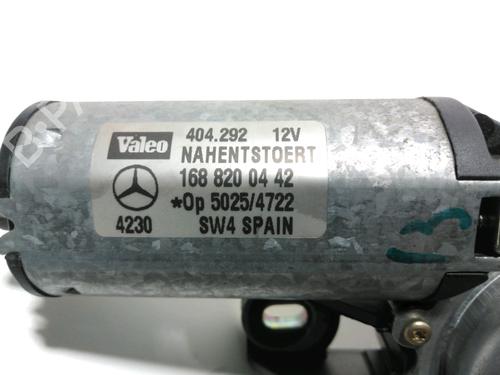 Valeo 404.292 12V
NAHENTSTOERT
168 820 04 42
*Op 5025/4722
4230 SW4 SPAIN